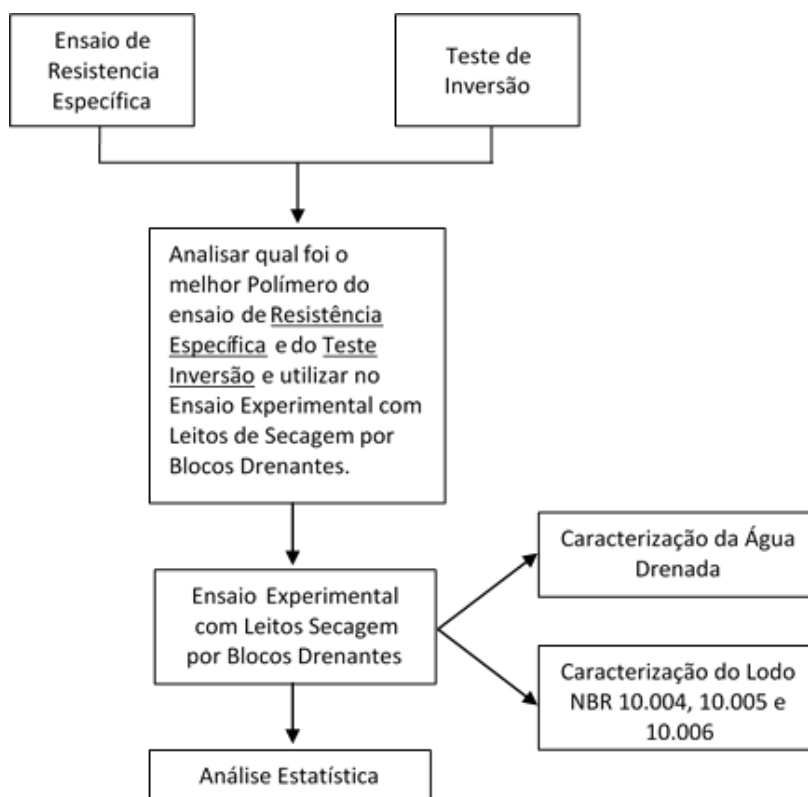 Ensaio de
Resistencia
Específica
Teste de
Inversão
Analisar qual foi o
melhor Polímero do
ensaio de Resistência
Específica e do Teste
Inversão e utilizar no
Ensaio Experimental com
Leitos de Secagem por
Blocos Drenantes.
Ensaio Experimental
com Leitos Secagem
por Blocos Drenantes
Caracterização da Água
Drenada
Caracterização do Lodo
NBR 10.004, 10.005 e
10.006
Análise Estatística